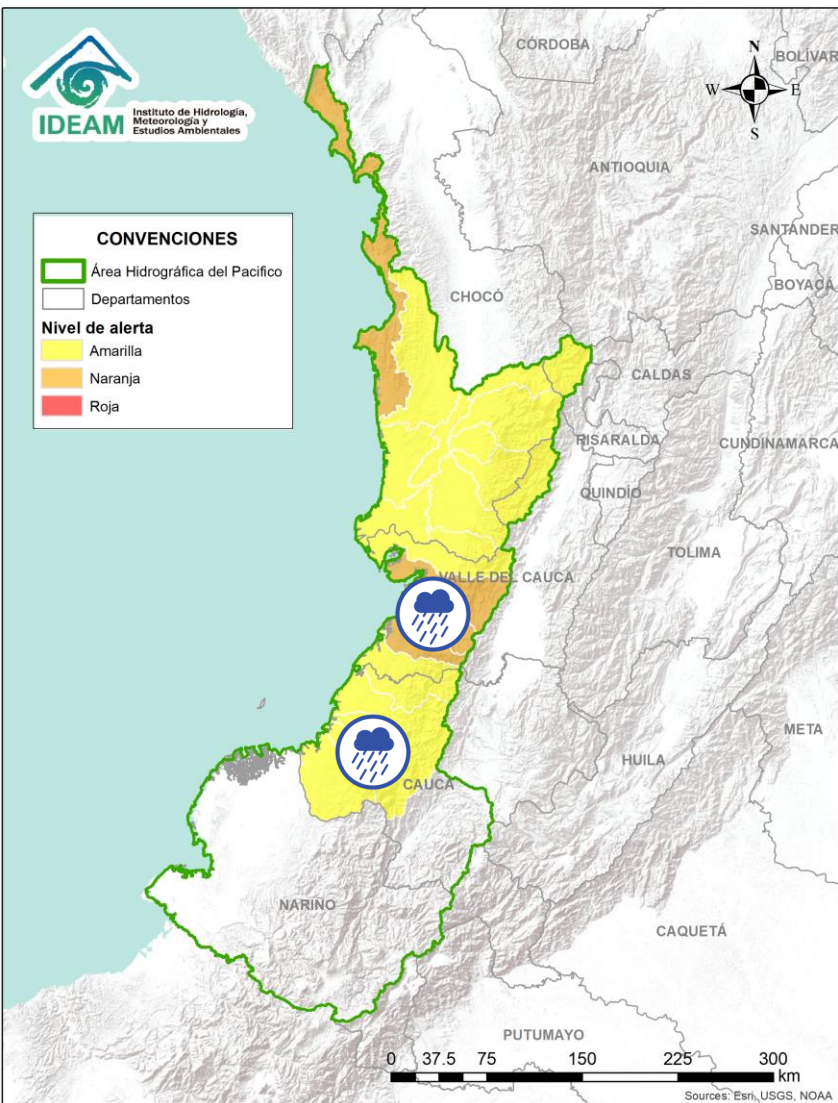 IDEAM
Instituto de Hidrología,
Meteorología y
Estudios Ambientales
CONVENCIONES
Área Hidrográfica del Pacifico
Departamentos
Nivel de alerta
Amarilla
Naranja
Roja
N
W E
S
CÓRDOBA
BOLÍVAR
ANTIOQUIA
SANTANDER
BOYACÁ
CHOCÓ
CALDAS
RISARALDA
CUNDINAMARCA
QUINDÍO
TOLIMA
VALLE DEL CAUCA
META
HUILA
CAUCA
NARIÑO
CAQUETÁ
PUTUMAYO
0 37.5 75 150 225 300
km
Sources: Esri, USGS, NOAA